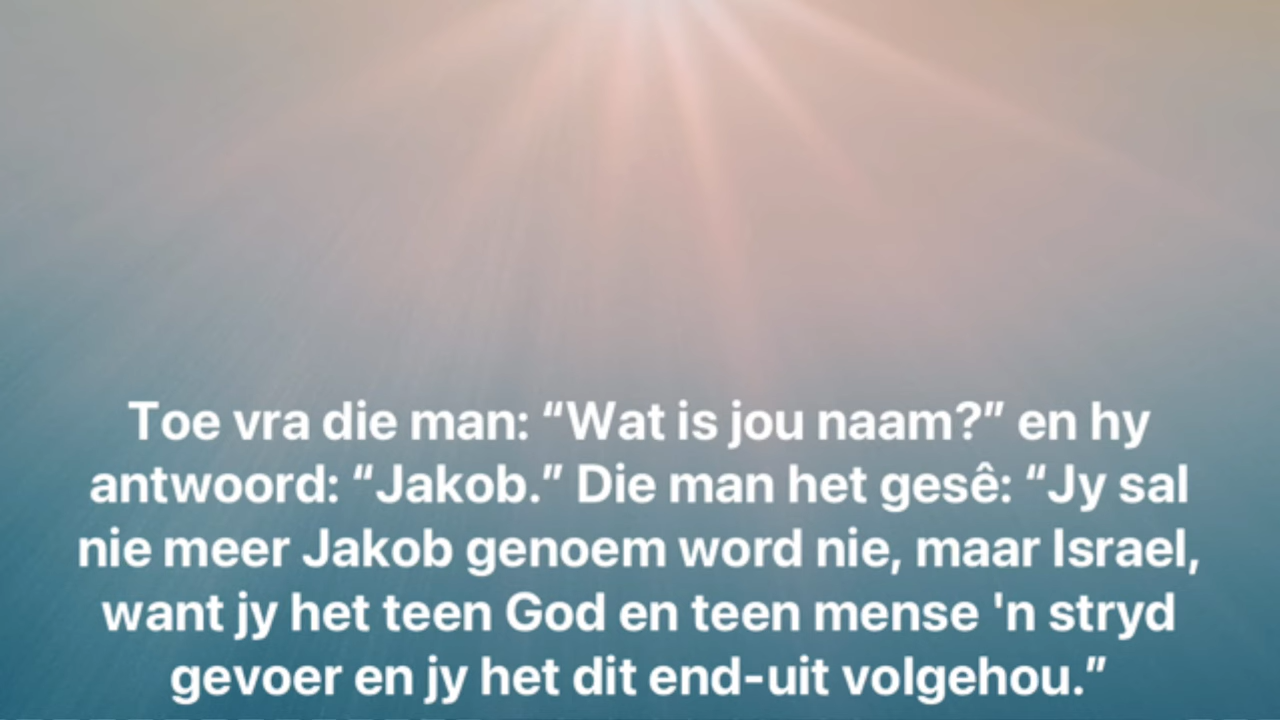 Toe vra die man: “Wat is jou naam?” en hy
antwoord: “Jakob.” Die man het gesê: “Jy sal
nie meer Jakob genoem word nie, maar Israel,
want jy het teen God en teen mense 'n stryd
gevoer en jy het dit end-uit volgehou.”